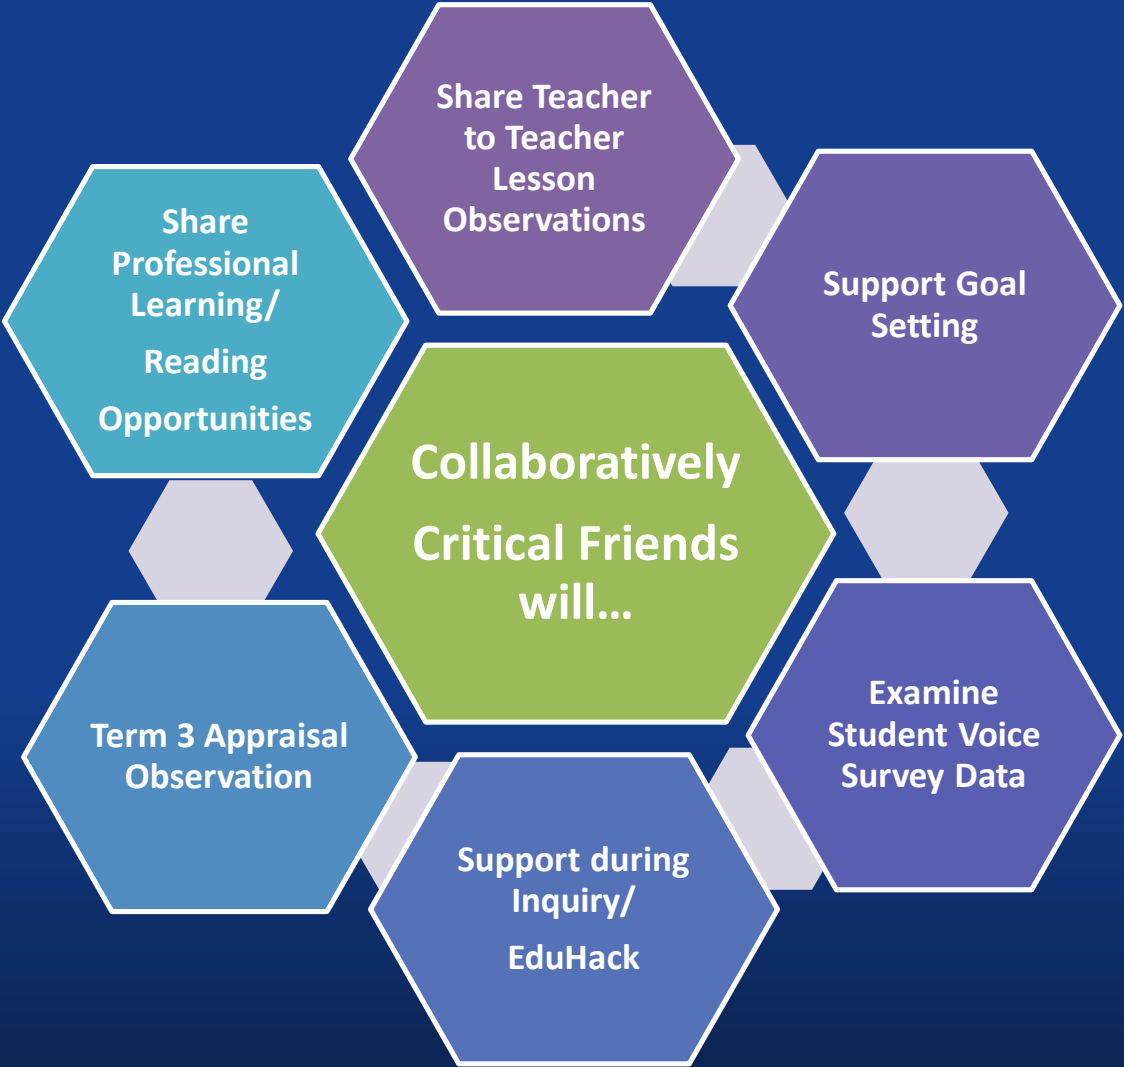 Share Teacher
to Teacher
Lesson
Observations
Support Goal
Setting
Examine
Student Voice
Survey Data
Support during
Inquiry/
EduHack
Term 3 Appraisal
Observation
Share
Professional
Learning/
Reading
Opportunities
Collaboratively
Critical Friends
will...